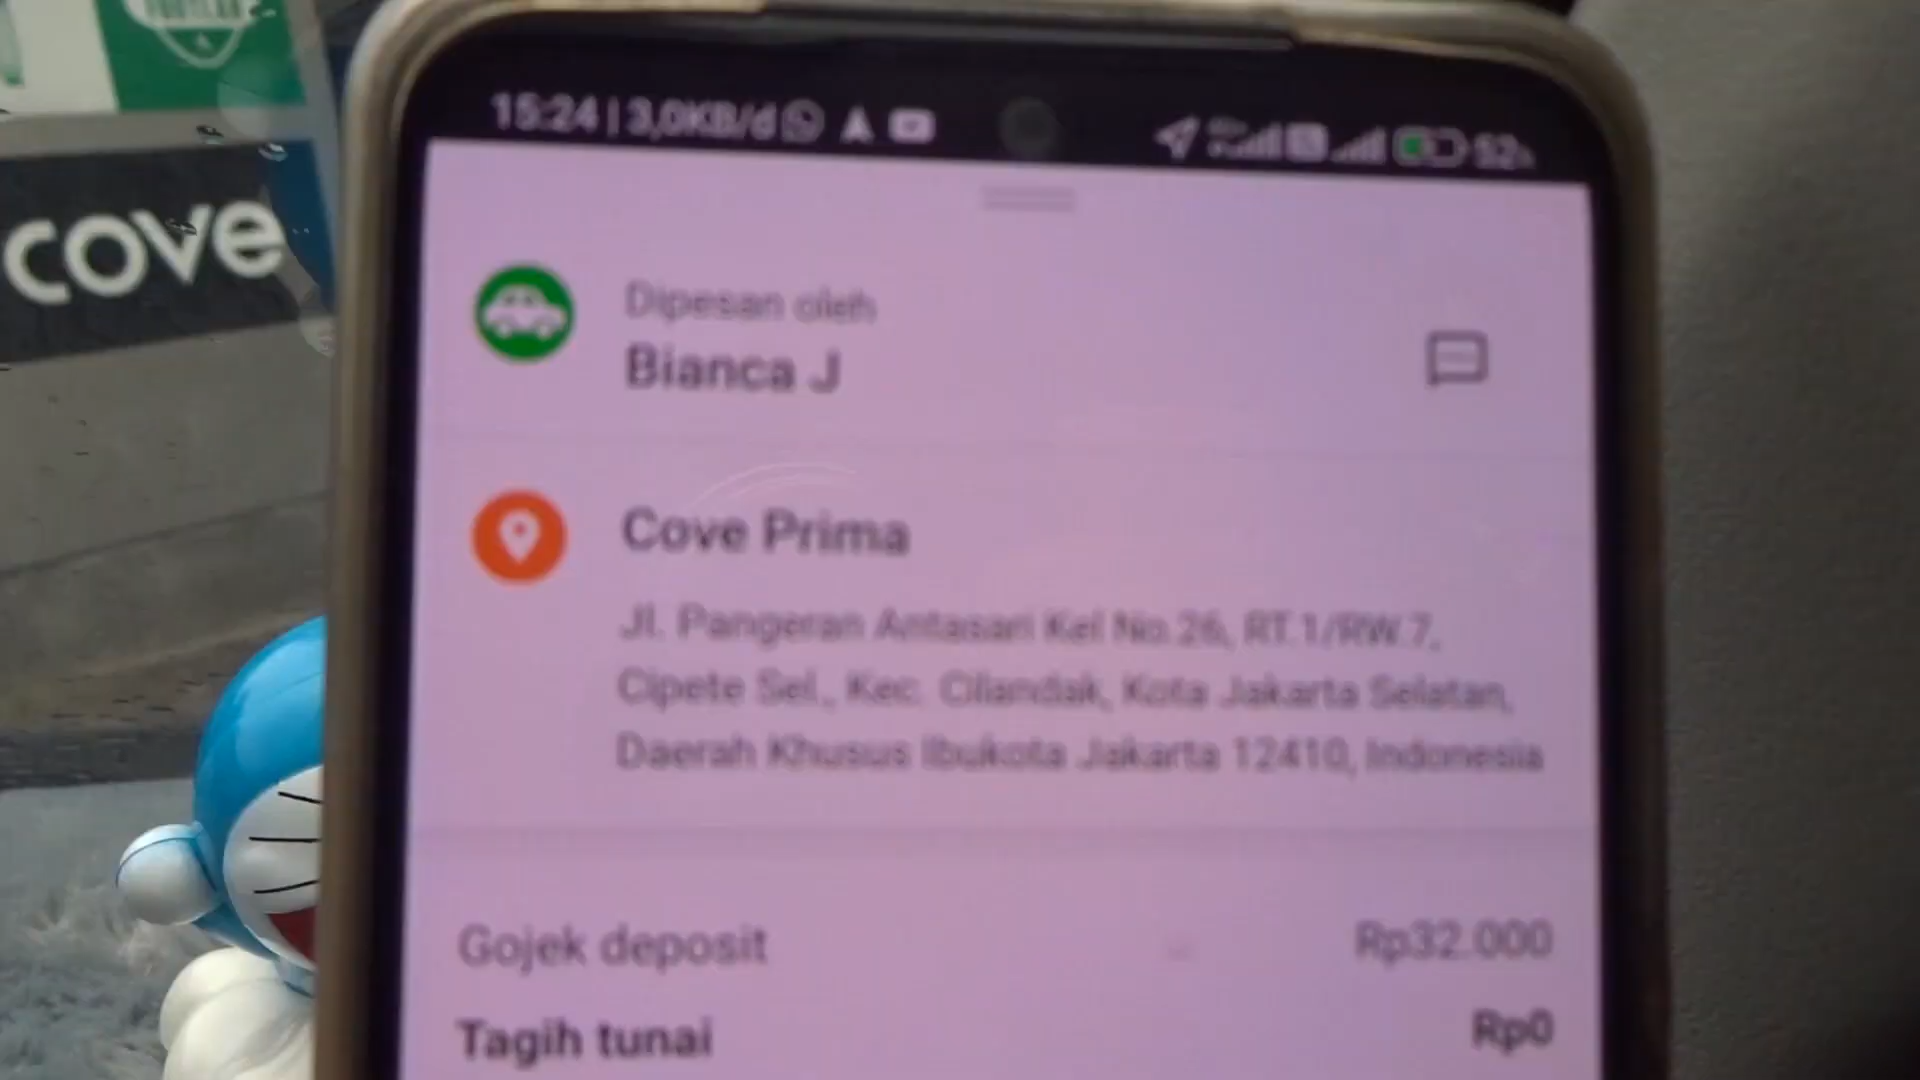 cove
15:24 | 3,0KB/d
52
Dipesan oleh
Bianca J
Cove Prima
Jl. Pangeran Antasari Kel No.26, RT.1/RW.7,
Cipete Sel., Kec. Cilandak, Kota Jakarta Selatan,
Daerah Khusus Ibukota Jakarta 12410, Indonesia
Gojek deposit Rp32.000
Tagih tunai Rp0